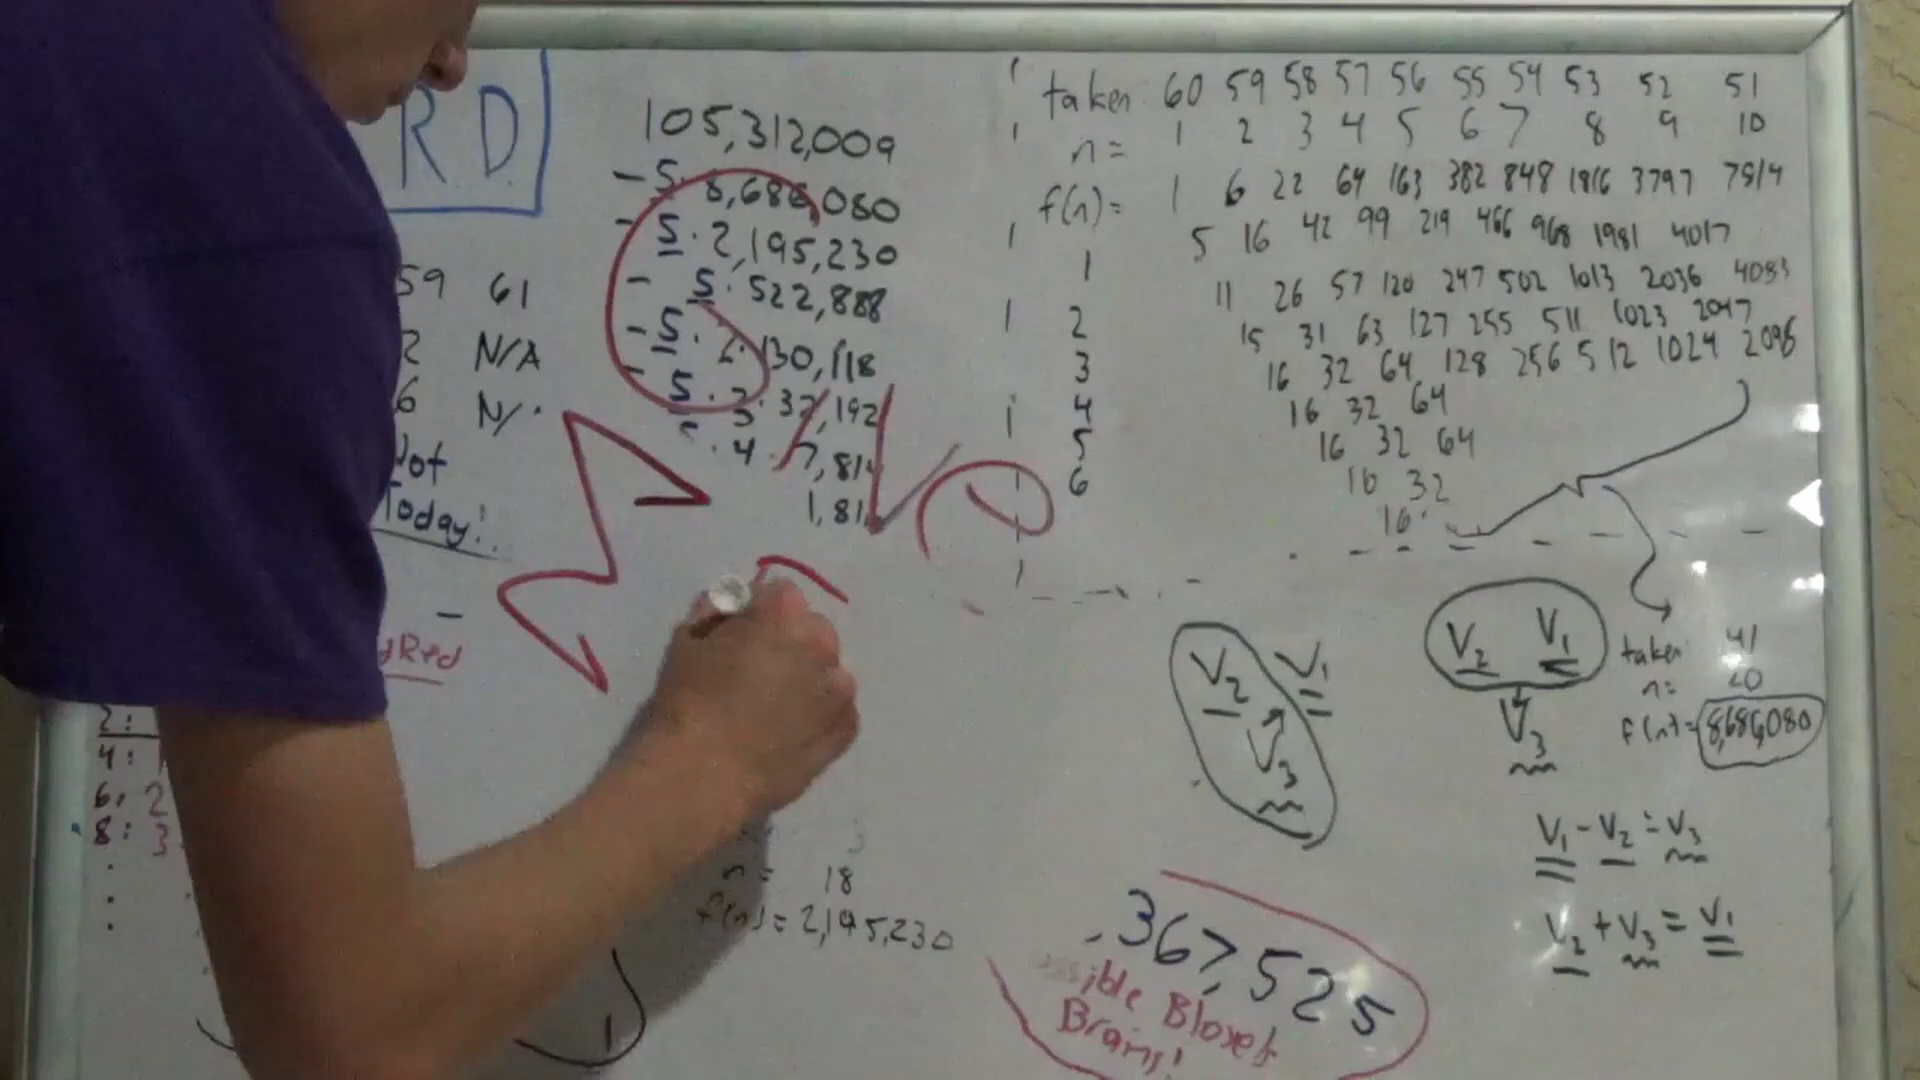 R D.
59 61
2 N/A
6 N/
Not
Today!
2:
4:
6: 2
8: 3
105,312,009
- 5. 8,686,080
- 5. 2,195,230
- 5. 522,888
- 5. 2. 130,118
- 5. 3. 32,192
5. 4. 7,814
1,81
taken 60 59 58 57 56 55 54 53 52 51
n= 1 2 3 4 5 6 7 8 9 10
f(n)= 1 6 22 64 163 382 848 1816 3797 7814
1 5 16 42 99 219 466 968 1981 4017
2 11 26 57 120 247 502 1013 2036 4083
3 15 31 63 127 255 511 1023 2047
4 16 32 64 128 256 512 1024 2048
5 16 32 64
6 16 32 64
16 32
16
V2 V1
V3
V2 V1
V3
taken 41
n= 20
f(n)= 8,686,080
V1 - V2 = V3
V2 + V3 = V1
n = 18
f(n) = 2,195,230
367,525
Bloxet
Brains!